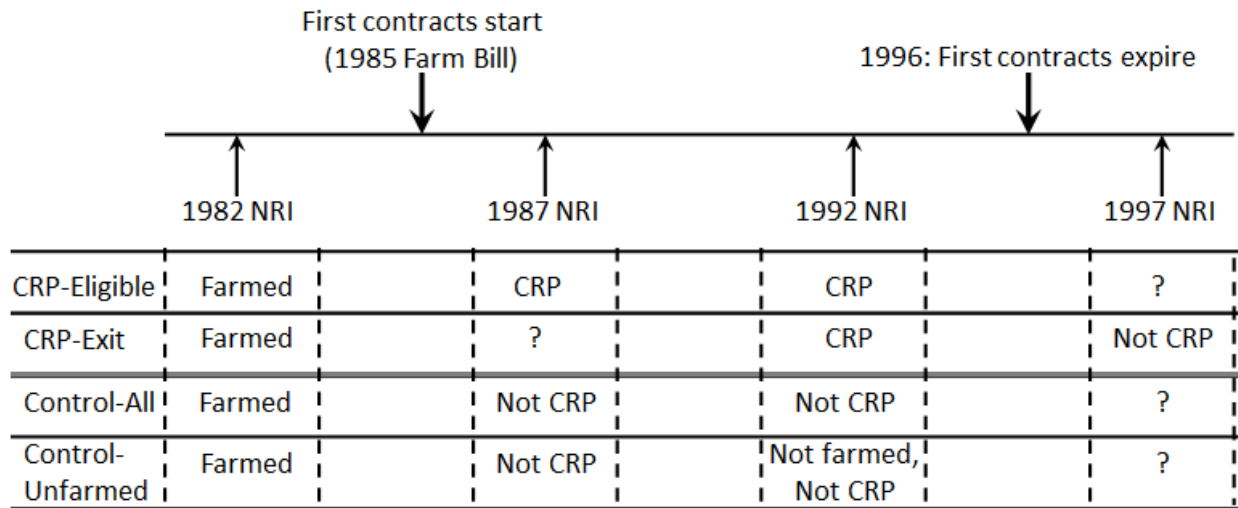 First contracts start
(1985 Farm Bill)
1996: First contracts expire
1982 NRI 1987 NRI 1992 NRI 1997 NRI
CRP-Eligible Farmed CRP CRP ?
CRP-Exit Farmed ? CRP Not CRP
Control-All Farmed Not CRP Not CRP ?
Control-
Unfarmed Farmed Not CRP Not farmed,
Not CRP ?